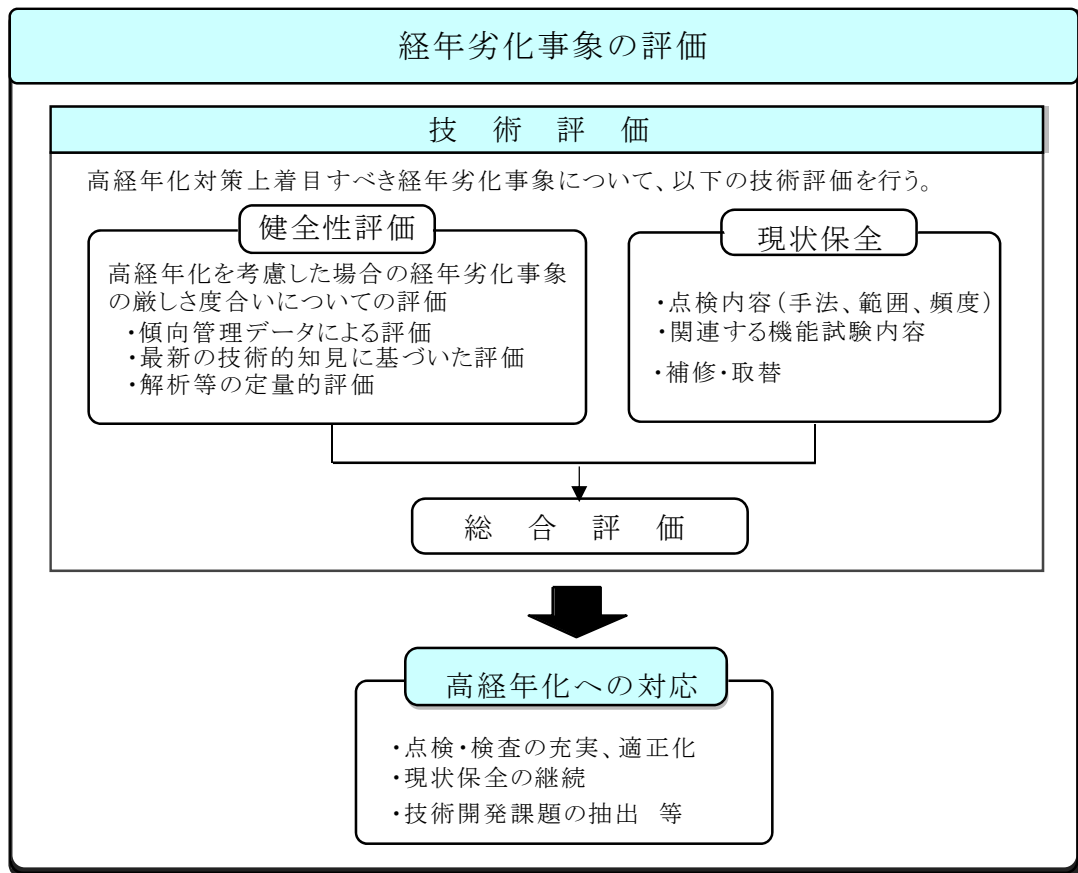 経年劣化事象の評価
技 術 評 価
高経年化対策上着目すべき経年劣化事象について、以下の技術評価を行う。
健全性評価
高経年化を考慮した場合の経年劣化事象
の厳しさ度合いについての評価
・傾向管理データによる評価
・最新の技術的知見に基づいた評価
・解析等の定量的評価
現状保全
・点検内容(手法、範囲、頻度)
・関連する機能試験内容
・補修・取替
総 合 評 価
高経年化への対応
・点検・検査の充実、適正化
・現状保全の継続
・技術開発課題の抽出 等